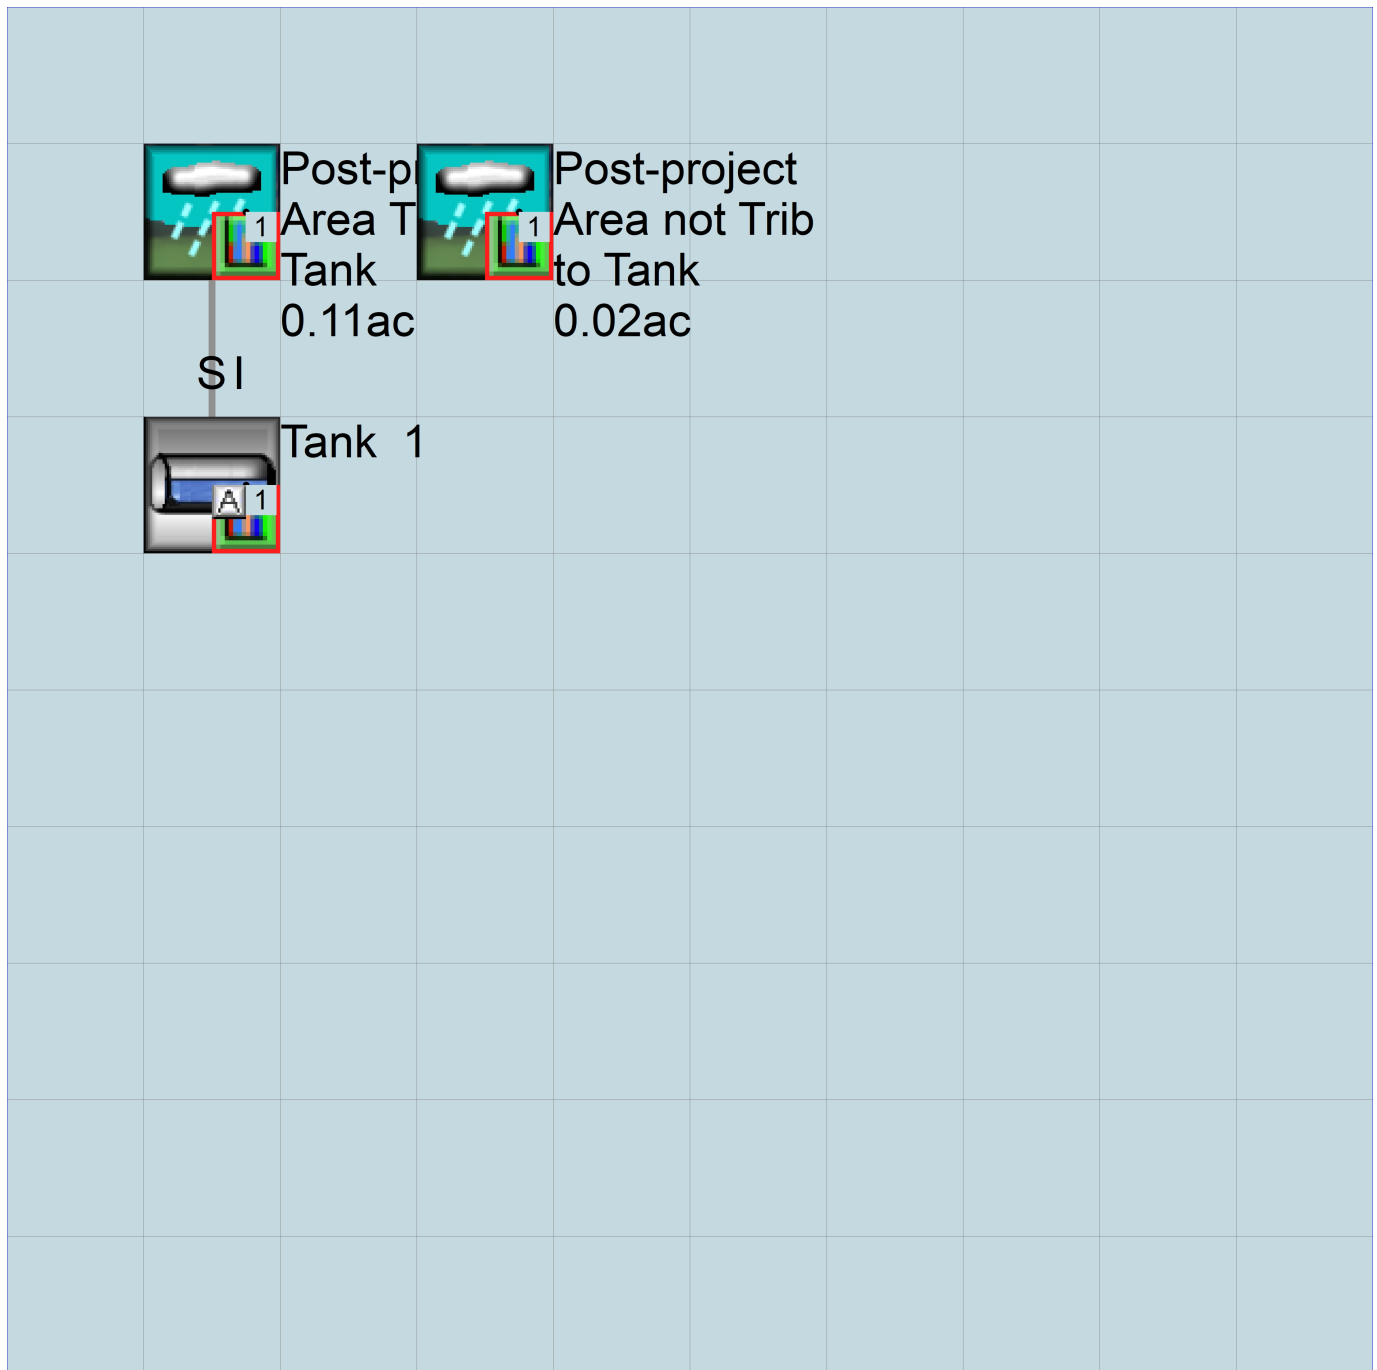 Post-p
Area T
Tank
0.11ac
1
Post-project
Area not Trib
to Tank
0.02ac
1
S I
Tank 1
A 1